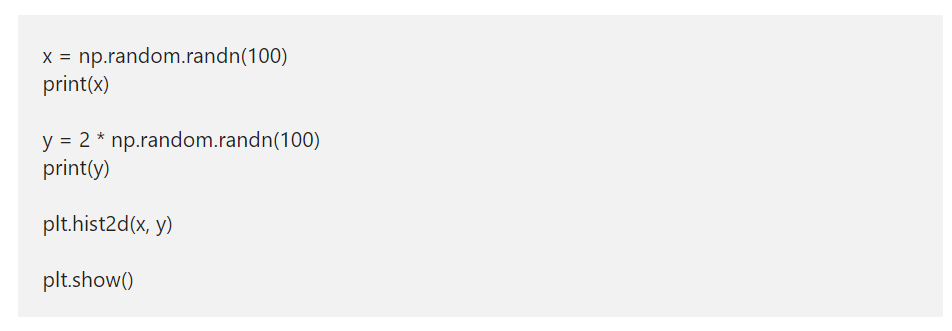 x = np.random.randn(100)
print(x)
y = 2 * np.random.randn(100)
print(y)
plt.hist2d(x, y)
plt.show()